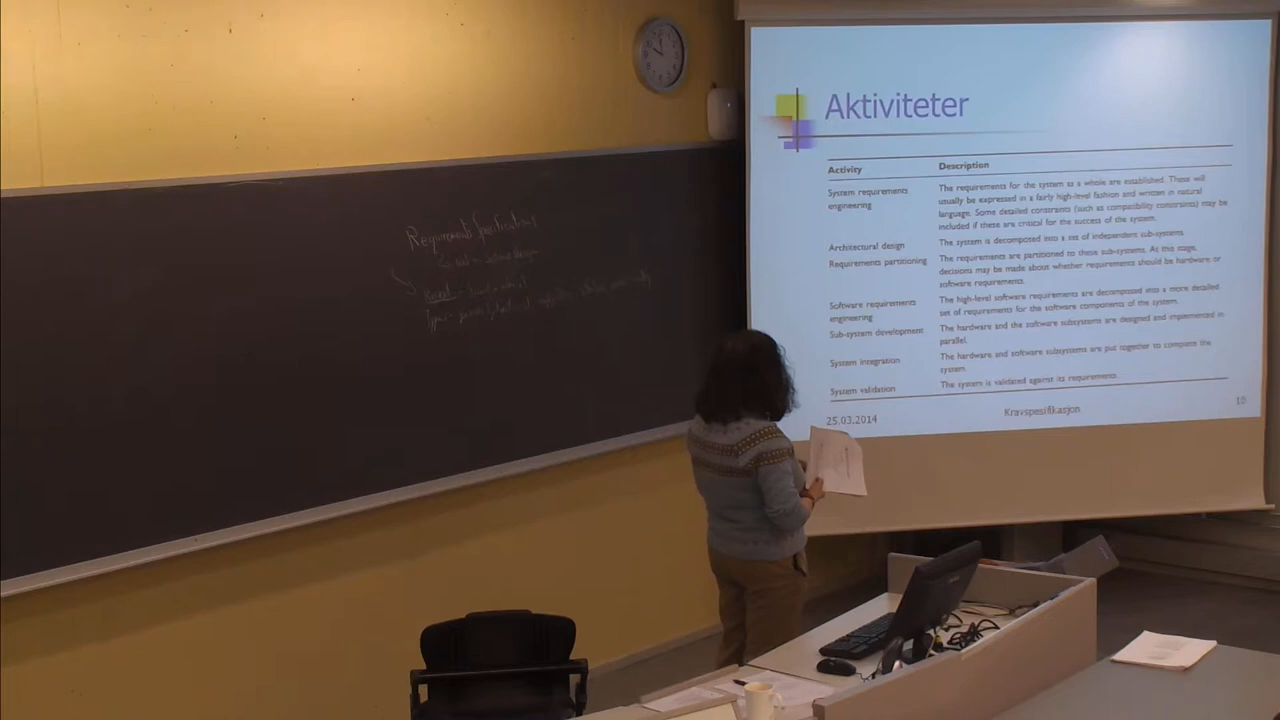 Requirements Specifications
Aktiviteter
Activity Description
System requirements engineering
The requirements for the system as a whole are established. These will
usually be expressed in a fairly high-level fashion and written in natural
language. Some detailed constraints (such as compatibility constraints) may be
included if these are critical for the success of the system.
Architectural design
The system is decomposed into a set of independent sub-systems.
Requirements partitioning
The requirements are partitioned to these sub-systems. At this stage,
decisions may be made about whether requirements should be hardware or
software requirements.
Software requirements engineering
The high-level software requirements are decomposed into a more detailed
set of requirements for the software components of the system.
Sub-system development
The hardware and the software subsystems are designed and implemented in
parallel.
System integration
The hardware and software subsystems are put together to complete the
system.
System validation
The system is validated against its requirements.
25.03.2014
Kravspesifikasjon
10